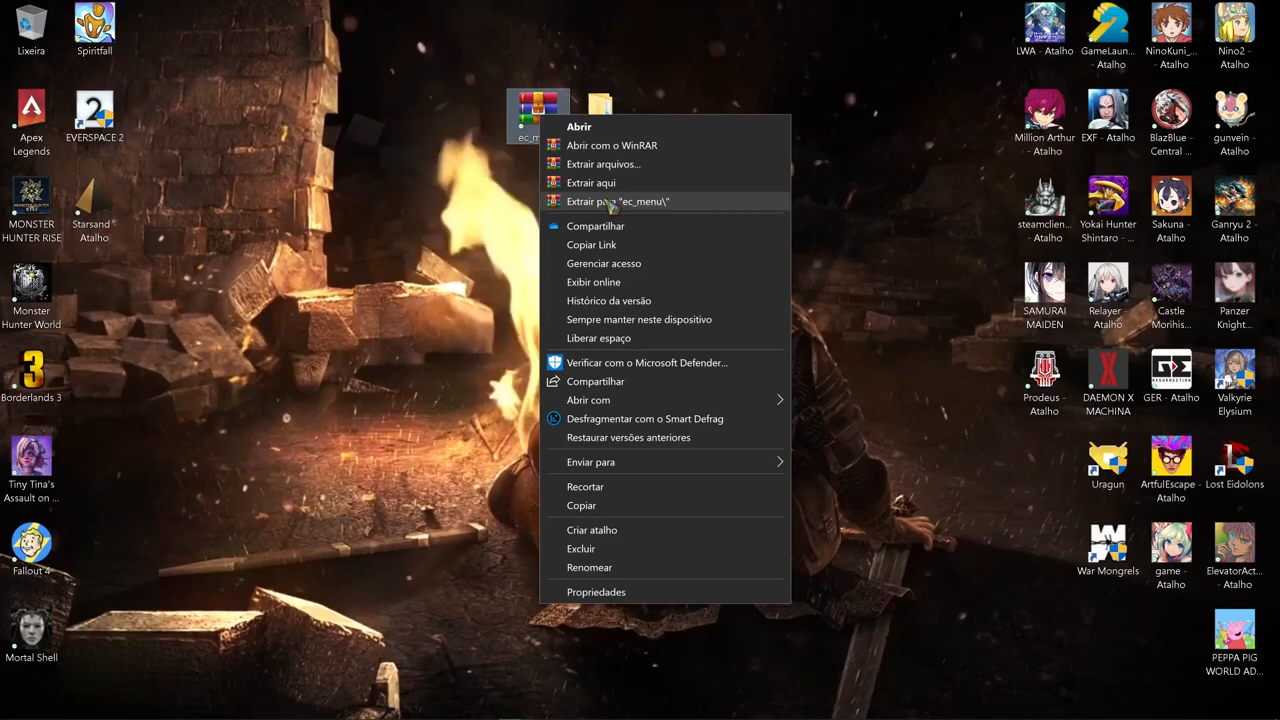 Lixeira
Spiritfall
Apex
Legends
EVERSPACE 2
MONSTER
HUNTER RISE
Starsand -
Atalho
Monster
Hunter World
Borderlands 3
Tiny Tina's
Assault on ...
Fallout 4
Mortal Shell
Abrir
Abrir com o WinRAR
Extrair arquivos...
Extrair aqui
Extrair para "ec_menu\"
Compartilhar
Copiar Link
Gerenciar acesso
Exibir online
Histórico da versão
Sempre manter neste dispositivo
Liberar espaço
Verificar com o Microsoft Defender...
Compartilhar
Abrir com
Desfragmentar com o Smart Defrag
Restaurar versões anteriores
Enviar para
Recortar
Copiar
Criar atalho
Excluir
Renomear
Propriedades
LWA - Atalho
GameLaun...
- Atalho
NinoKuni_...
- Atalho
Nino2 -
Atalho
Million Arthur
- Atalho
EXF - Atalho
BlazBlue
Central ...
gunvein -
Atalho
steamclien...
- Atalho
Yokai Hunter
Shintaro - ...
Sakuna -
Atalho
Ganryu 2 -
Atalho
SAMURAI
MAIDEN
Relayer -
Atalho
Castle
Morihis...
Panzer
Knight...
Prodeus -
Atalho
DAEMON X
MACHINA
GER - Atalho
Valkyrie
Elysium
Uragun
ArtfulEscape -
Atalho
Lost Eidolons
War Mongrels
game -
Atalho
ElevatorAct...
- Atalho
PEPPA PIG
WORLD AD...